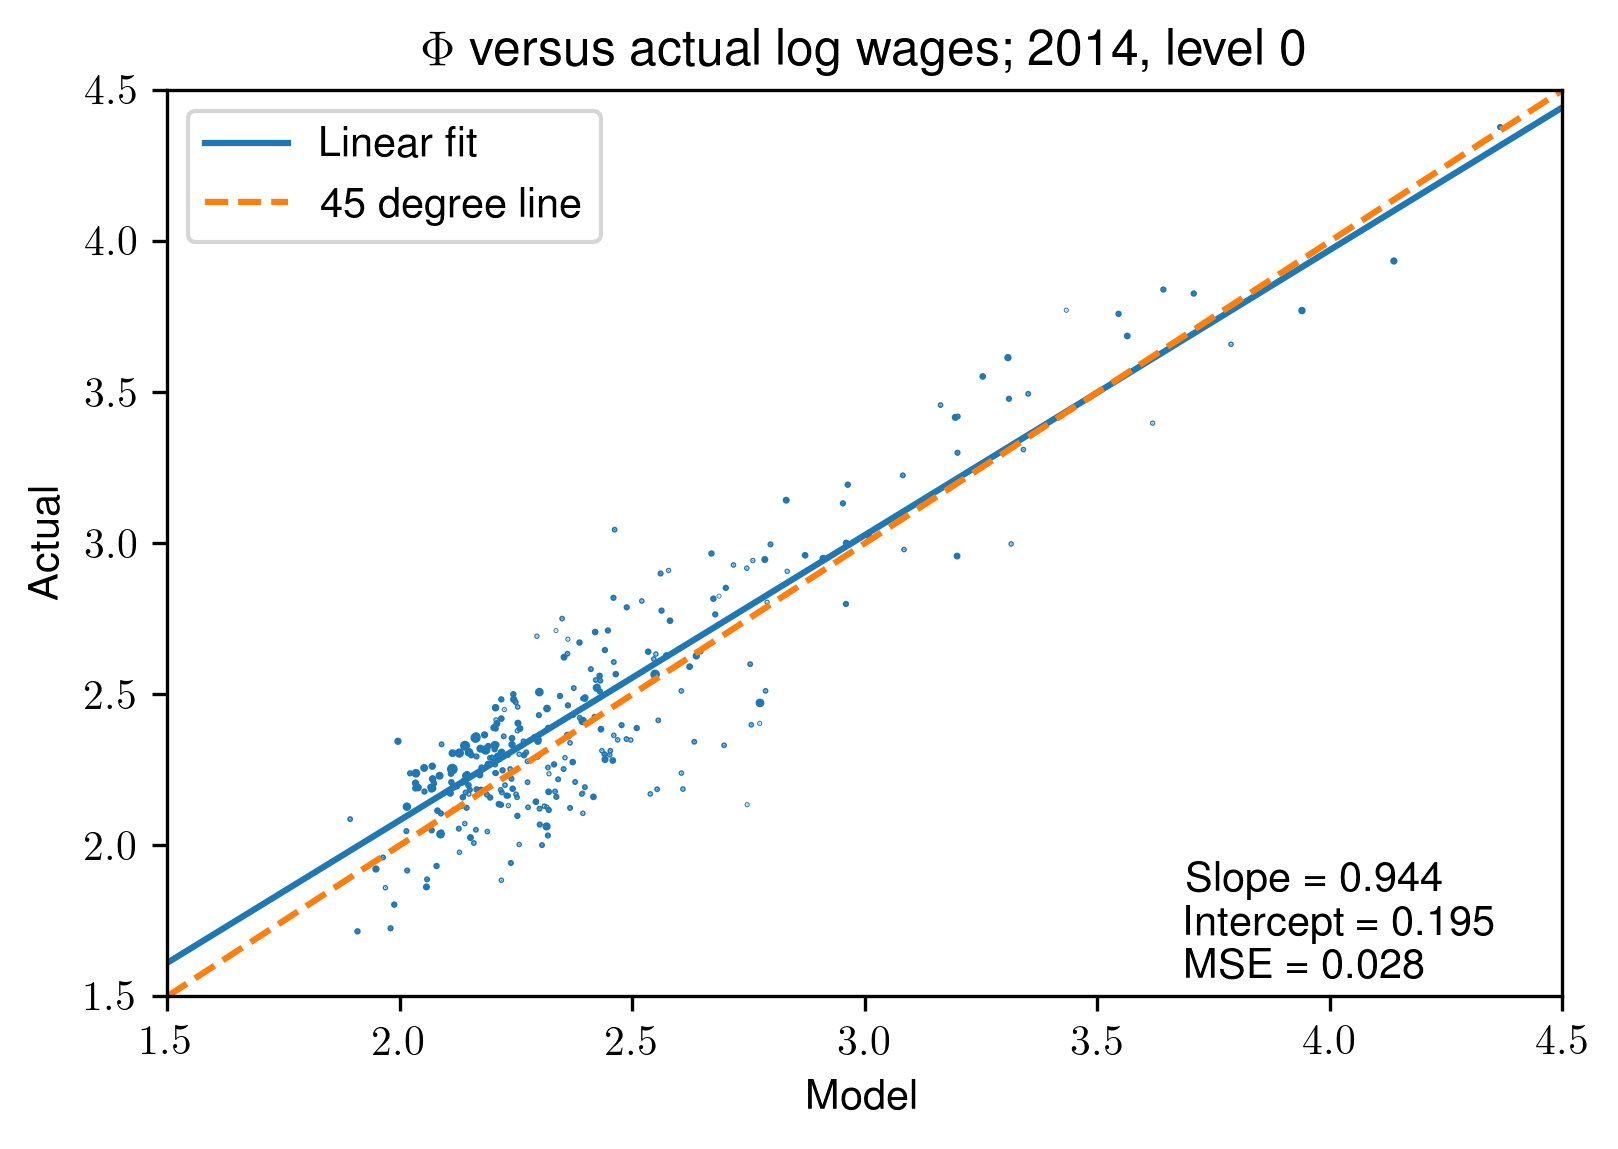 Φ versus actual log wages; 2014, level 0
4.5
4.0
3.5
3.0
2.5
2.0
1.5
Actual
Linear fit
45 degree line
Slope = 0.944
Intercept = 0.195
MSE = 0.028
1.5 2.0 2.5 3.0 3.5 4.0 4.5
Model